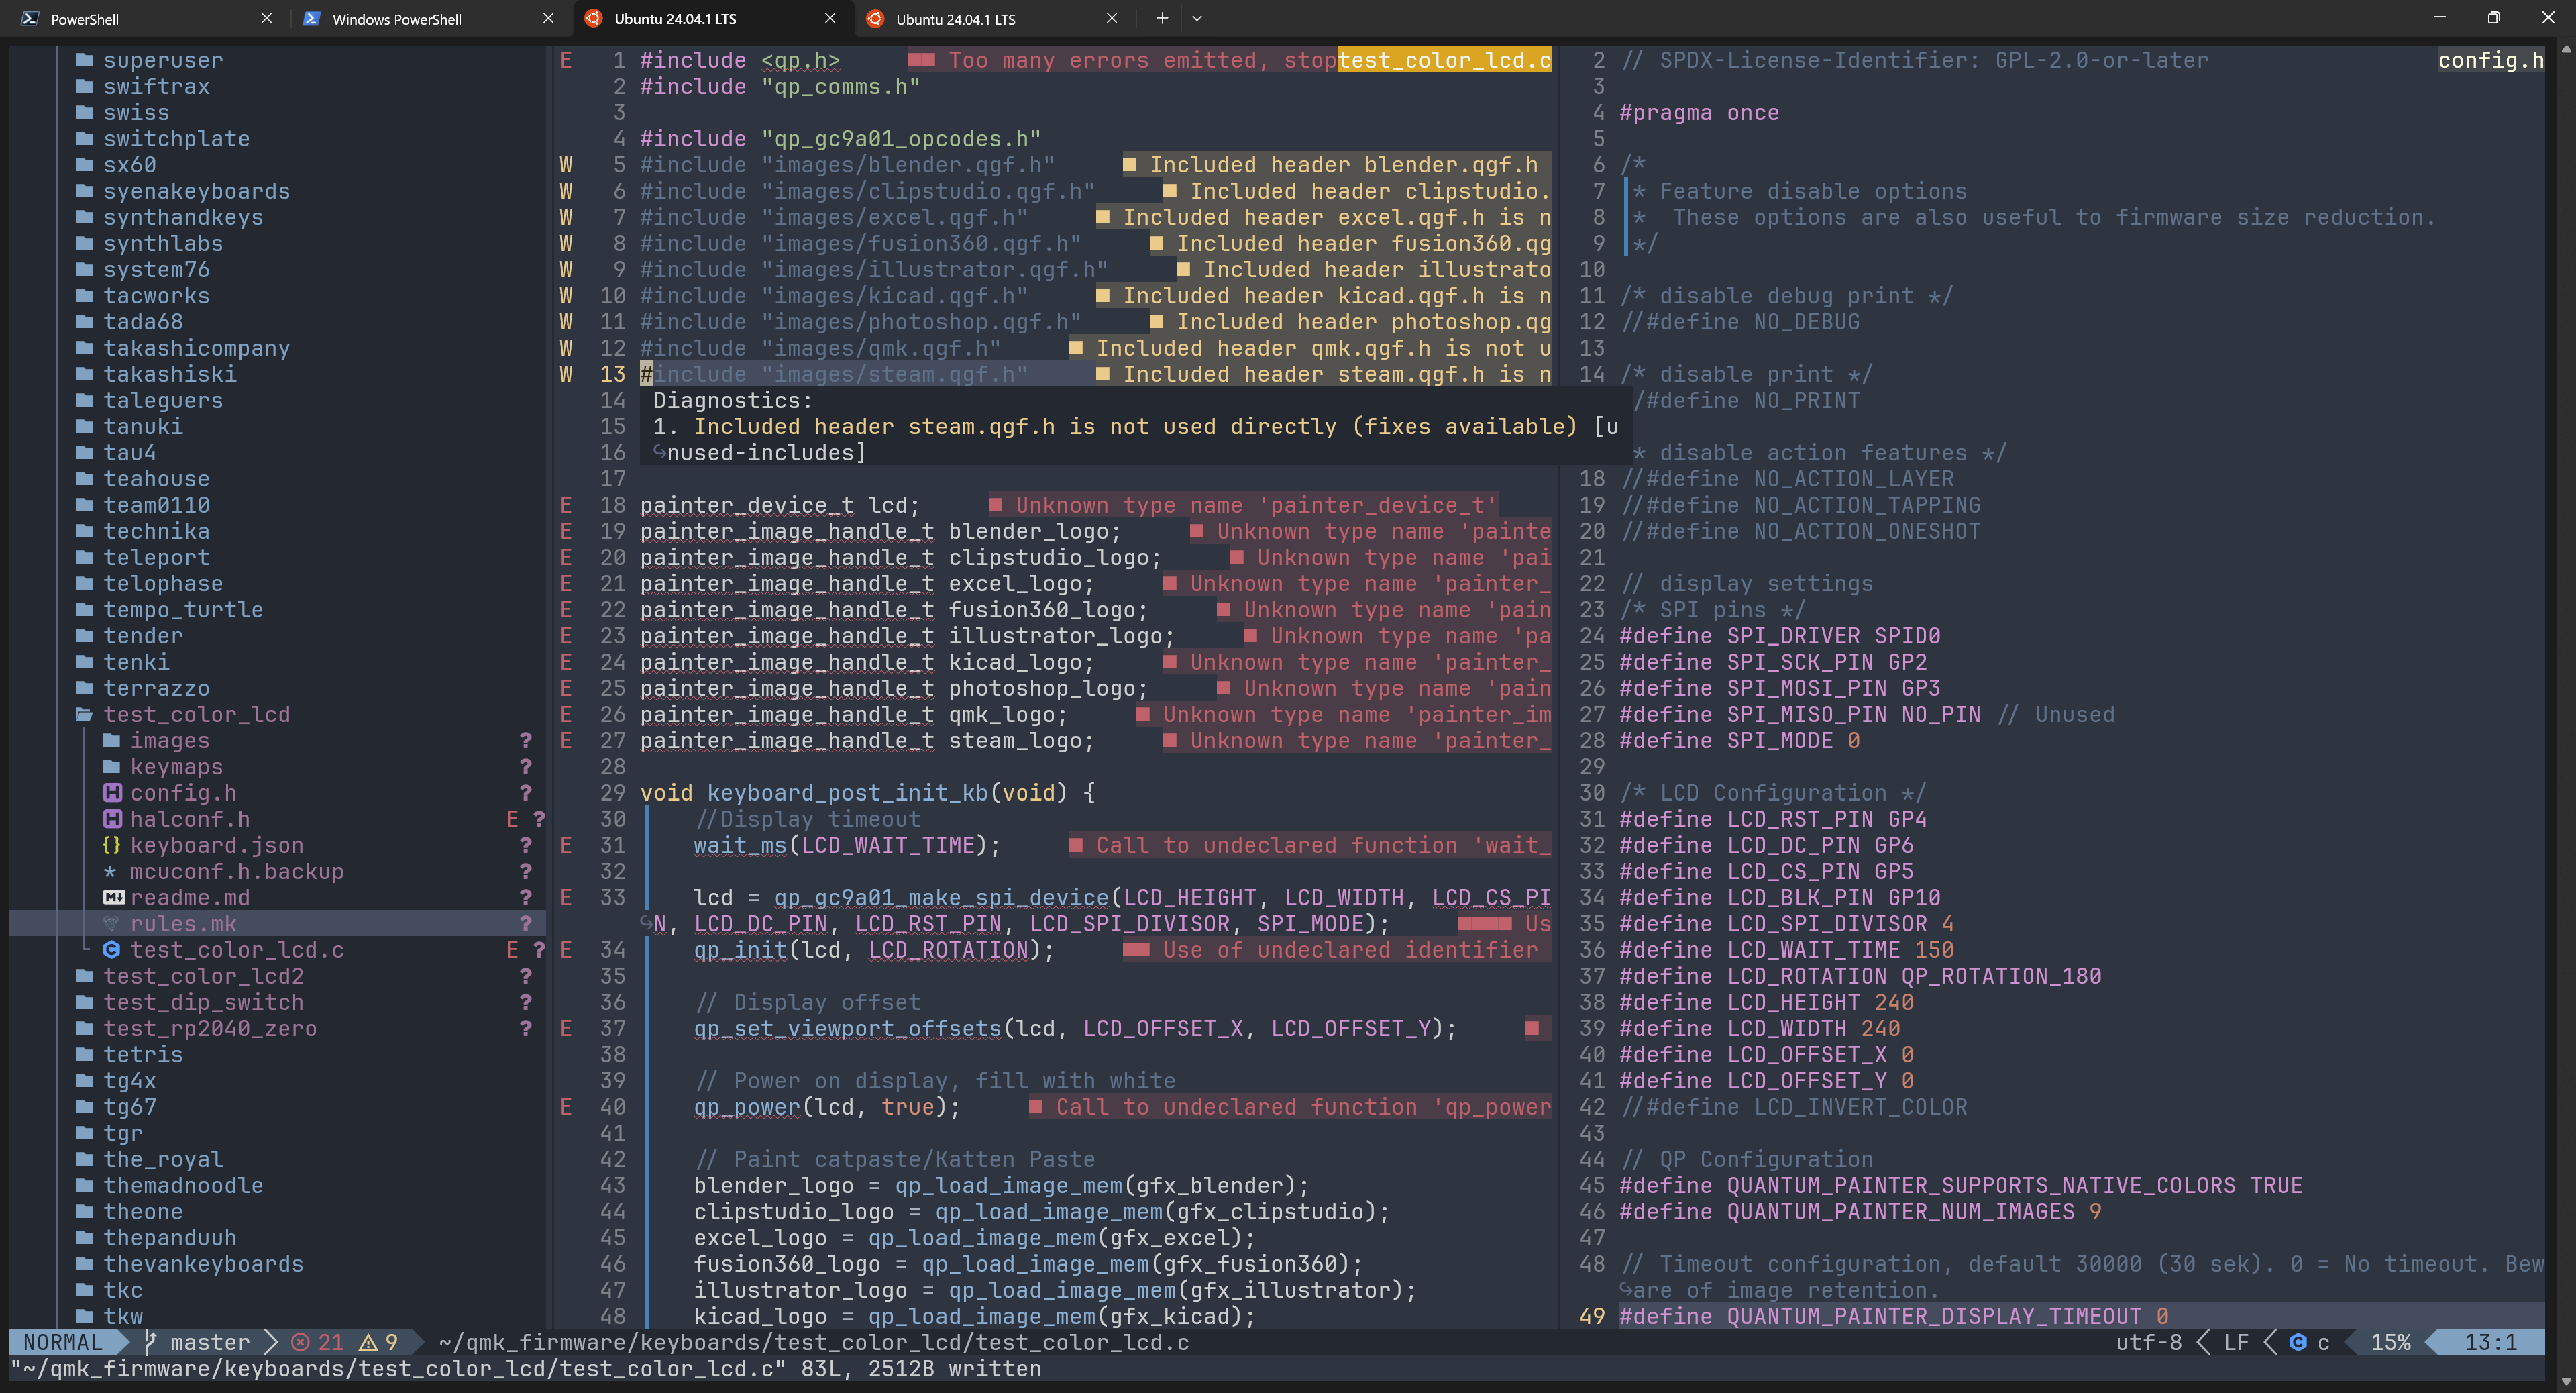 PowerShell
Windows PowerShell
Ubuntu 24.04.1 LTS
Ubuntu 24.04.1 LTS
superuser
swiftrax
swiss
switchplate
sx60
syenakeyboards
synthandkeys
synthlabs
system76
tacworks
tada68
takashicompany
takashiski
taleguers
tanuki
tau4
teahouse
team0110
technika
teleport
telophase
tempo_turtle
tender
tenki
terrazzo
test_color_lcd
images ?
keymaps ?
config.h ?
halconf.h E ?
keyboard.json ?
mcuconf.h.backup ?
readme.md ?
rules.mk ?
test_color_lcd.c E ?
test_color_lcd2 ?
test_dip_switch ?
test_rp2040_zero ?
tetris
tg4x
tg67
tgr
the_royal
themadnoodle
theone
thepanduuh
thevankeyboards
tkc
tkw
E 1 #include <qp.h> Too many errors emitted, stoptest_color_lcd.c
2 #include "qp_comms.h"
3
4 #include "qp_gc9a01_opcodes.h"
W 5 #include "images/blender.qgf.h" Included header blender.qgf.h
W 6 #include "images/clipstudio.qgf.h" Included header clipstudio.
W 7 #include "images/excel.qgf.h" Included header excel.qgf.h is n
W 8 #include "images/fusion360.qgf.h" Included header fusion360.qg
W 9 #include "images/illustrator.qgf.h" Included header illustrato
W 10 #include "images/kicad.qgf.h" Included header kicad.qgf.h is n
W 11 #include "images/photoshop.qgf.h" Included header photoshop.qg
W 12 #include "images/qmk.qgf.h" Included header qmk.qgf.h is not u
W 13 #include "images/steam.qgf.h" Included header steam.qgf.h is n
14 Diagnostics:
15 1. Included header steam.qgf.h is not used directly (fixes available) [u
16 ↪nused-includes]
17
E 18 painter_device_t lcd; Unknown type name 'painter_device_t'
E 19 painter_image_handle_t blender_logo; Unknown type name 'painte
E 20 painter_image_handle_t clipstudio_logo; Unknown type name 'pai
E 21 painter_image_handle_t excel_logo; Unknown type name 'painter_
E 22 painter_image_handle_t fusion360_logo; Unknown type name 'pain
E 23 painter_image_handle_t illustrator_logo; Unknown type name 'pa
E 24 painter_image_handle_t kicad_logo; Unknown type name 'painter_
E 25 painter_image_handle_t photoshop_logo; Unknown type name 'pain
E 26 painter_image_handle_t qmk_logo; Unknown type name 'painter_im
E 27 painter_image_handle_t steam_logo; Unknown type name 'painter_
28
29 void keyboard_post_init_kb(void) {
30 //Display timeout
E 31 wait_ms(LCD_WAIT_TIME); Call to undeclared function 'wait_
32
E 33 lcd = qp_gc9a01_make_spi_device(LCD_HEIGHT, LCD_WIDTH, LCD_CS_PI
↪N, LCD_DC_PIN, LCD_RST_PIN, LCD_SPI_DIVISOR, SPI_MODE); Us
E 34 qp_init(lcd, LCD_ROTATION); Use of undeclared identifier
35
36 // Display offset
E 37 qp_set_viewport_offsets(lcd, LCD_OFFSET_X, LCD_OFFSET_Y);
38
39 // Power on display, fill with white
E 40 qp_power(lcd, true); Call to undeclared function 'qp_power
41
42 // Paint catpaste/Katten Paste
43 blender_logo = qp_load_image_mem(gfx_blender);
44 clipstudio_logo = qp_load_image_mem(gfx_clipstudio);
45 excel_logo = qp_load_image_mem(gfx_excel);
46 fusion360_logo = qp_load_image_mem(gfx_fusion360);
47 illustrator_logo = qp_load_image_mem(gfx_illustrator);
48 kicad_logo = qp_load_image_mem(gfx_kicad);
2 // SPDX-License-Identifier: GPL-2.0-or-later config.h
3
4 #pragma once
5
6 /*
7 * Feature disable options
8 * These options are also useful to firmware size reduction.
9 */
10
11 /* disable debug print */
12 //#define NO_DEBUG
13
14 /* disable print */
/#define NO_PRINT
* disable action features */
18 //#define NO_ACTION_LAYER
19 //#define NO_ACTION_TAPPING
20 //#define NO_ACTION_ONESHOT
21
22 // display settings
23 /* SPI pins */
24 #define SPI_DRIVER SPID0
25 #define SPI_SCK_PIN GP2
26 #define SPI_MOSI_PIN GP3
27 #define SPI_MISO_PIN NO_PIN // Unused
28 #define SPI_MODE 0
29
30 /* LCD Configuration */
31 #define LCD_RST_PIN GP4
32 #define LCD_DC_PIN GP6
33 #define LCD_CS_PIN GP5
34 #define LCD_BLK_PIN GP10
35 #define LCD_SPI_DIVISOR 4
36 #define LCD_WAIT_TIME 150
37 #define LCD_ROTATION QP_ROTATION_180
38 #define LCD_HEIGHT 240
39 #define LCD_WIDTH 240
40 #define LCD_OFFSET_X 0
41 #define LCD_OFFSET_Y 0
42 //#define LCD_INVERT_COLOR
43
44 // QP Configuration
45 #define QUANTUM_PAINTER_SUPPORTS_NATIVE_COLORS TRUE
46 #define QUANTUM_PAINTER_NUM_IMAGES 9
47
48 // Timeout configuration, default 30000 (30 sek). 0 = No timeout. Bew
↪are of image retention.
49 #define QUANTUM_PAINTER_DISPLAY_TIMEOUT 0
NORMAL master 21 9 ~/qmk_firmware/keyboards/test_color_lcd/test_color_lcd.c utf-8 LF c 15% 13:1
"~/qmk_firmware/keyboards/test_color_lcd/test_color_lcd.c" 83L, 2512B written